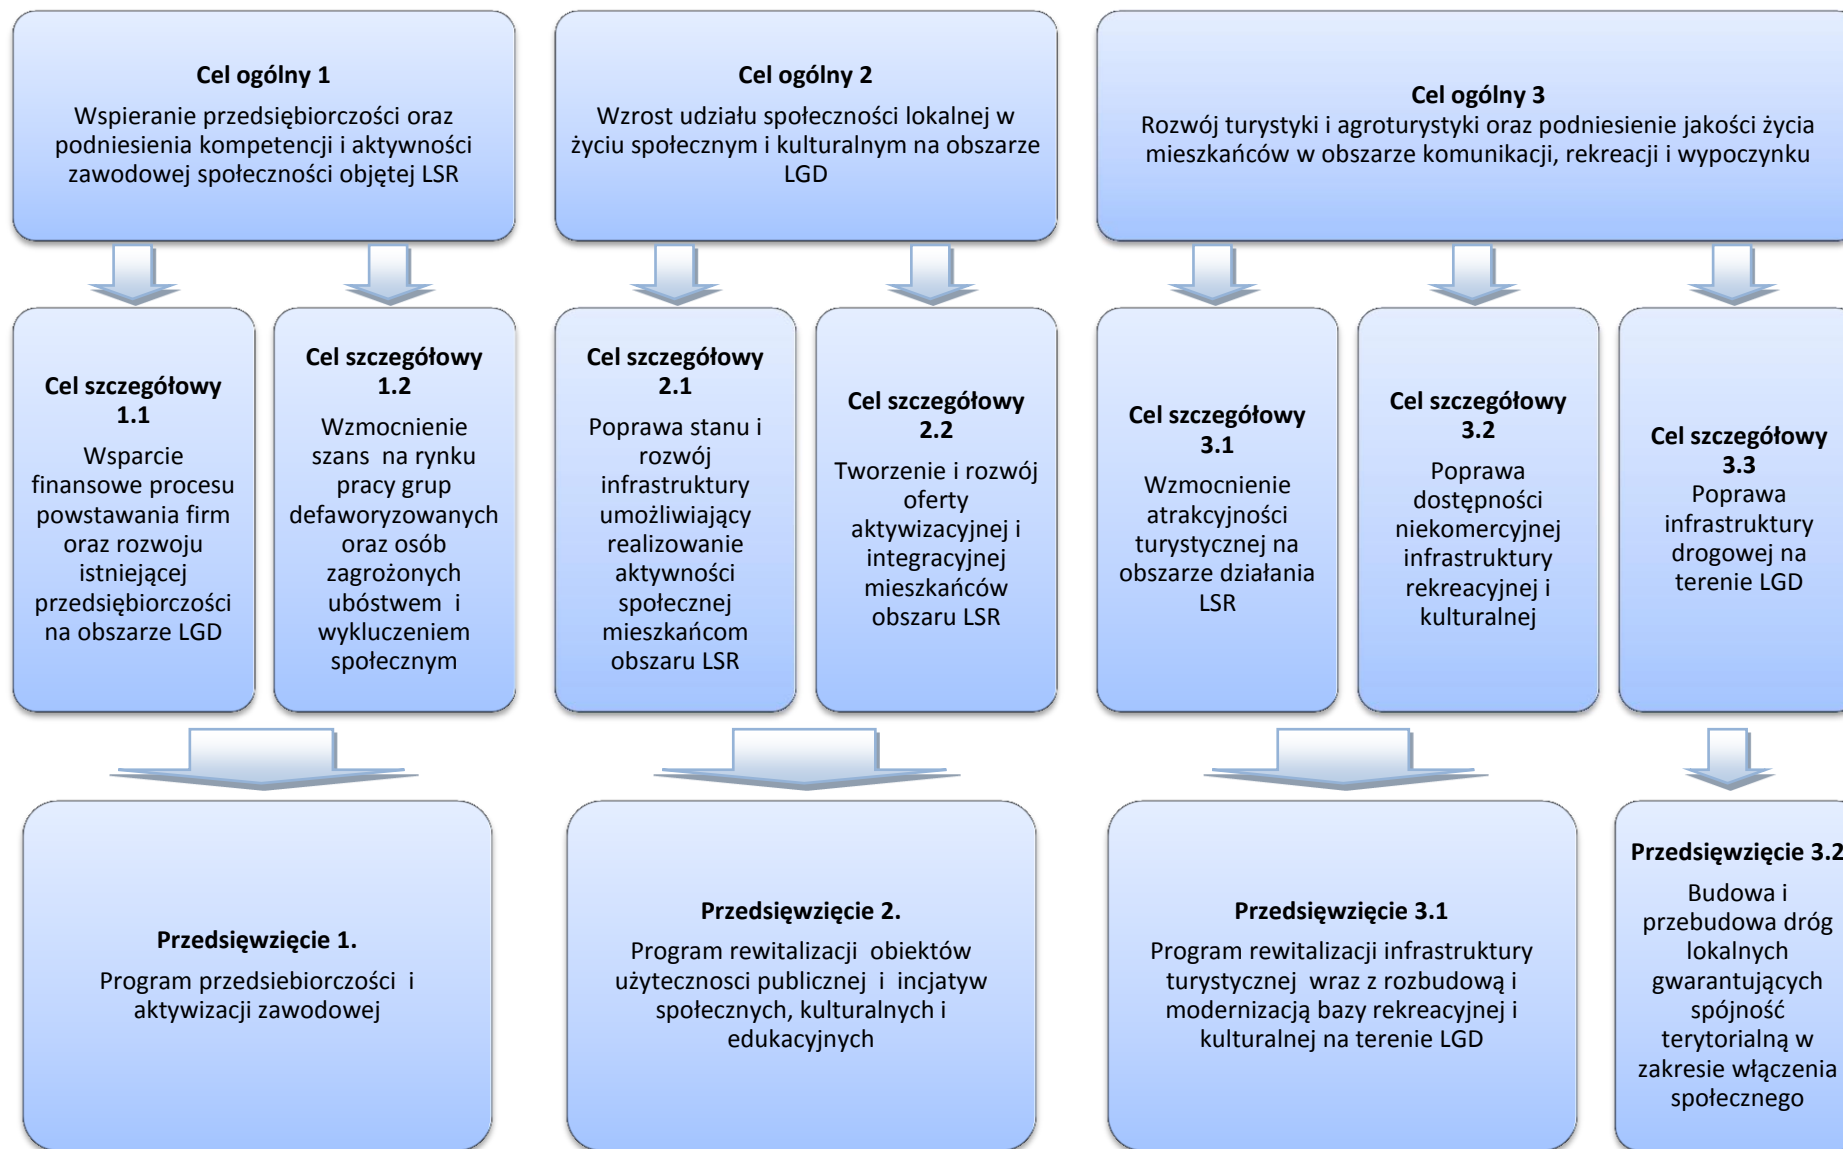 Cel ogólny 1
Wspieranie przedsiębiorczości oraz
podniesienia kompetencji i aktywności
zawodowej społeczności objętej LSR
Cel ogólny 2
Wzrost udziału społeczności lokalnej w
życiu społecznym i kulturalnym na obszarze
LGD
Cel ogólny 3
Rozwój turystyki i agroturystyki oraz podniesienie jakości życia
mieszkańców w obszarze komunikacji, rekreacji i wypoczynku
Cel szczegółowy
1.1
Wsparcie
finansowe procesu
powstawania firm
oraz rozwoju
istniejącej
przedsiębiorczości
na obszarze LGD
Cel szczegółowy
1.2
Wzmocnienie
szans na rynku
pracy grup
defaworyzowanych
oraz osób
zagrożonych
ubóstwem i
wykluczeniem
społecznym
Cel szczegółowy
2.1
Poprawa stanu i
rozwój
infrastruktury
umożliwiający
realizowanie
aktywności
społecznej
mieszkańcom
obszaru LSR
Cel szczegółowy
2.2
Tworzenie i rozwój
oferty
aktywizacyjnej i
integracyjnej
mieszkańców
obszaru LSR
Cel szczegółowy
3.1
Wzmocnienie
atrakcyjności
turystycznej na
obszarze działania
LSR
Cel szczegółowy
3.2
Poprawa
dostępności
niekomercyjnej
infrastruktury
rekreacyjnej i
kulturalnej
Cel szczegółowy
3.3
Poprawa
infrastruktury
drogowej na
terenie LGD
Przedsięwzięcie 1.
Program przedsiebiorczości i
aktywizacji zawodowej
Przedsięwzięcie 2.
Program rewitalizacji obiektów
użytecznosci publicznej i incjatyw
społecznych, kulturalnych i
edukacyjnych
Przedsięwzięcie 3.1
Program rewitalizacji infrastruktury
turystycznej wraz z rozbudową i
modernizacją bazy rekreacyjnej i
kulturalnej na terenie LGD
Przedsięwzięcie 3.2
Budowa i
przebudowa dróg
lokalnych
gwarantujących
spójność
terytorialną w
zakresie włączenia
społecznego